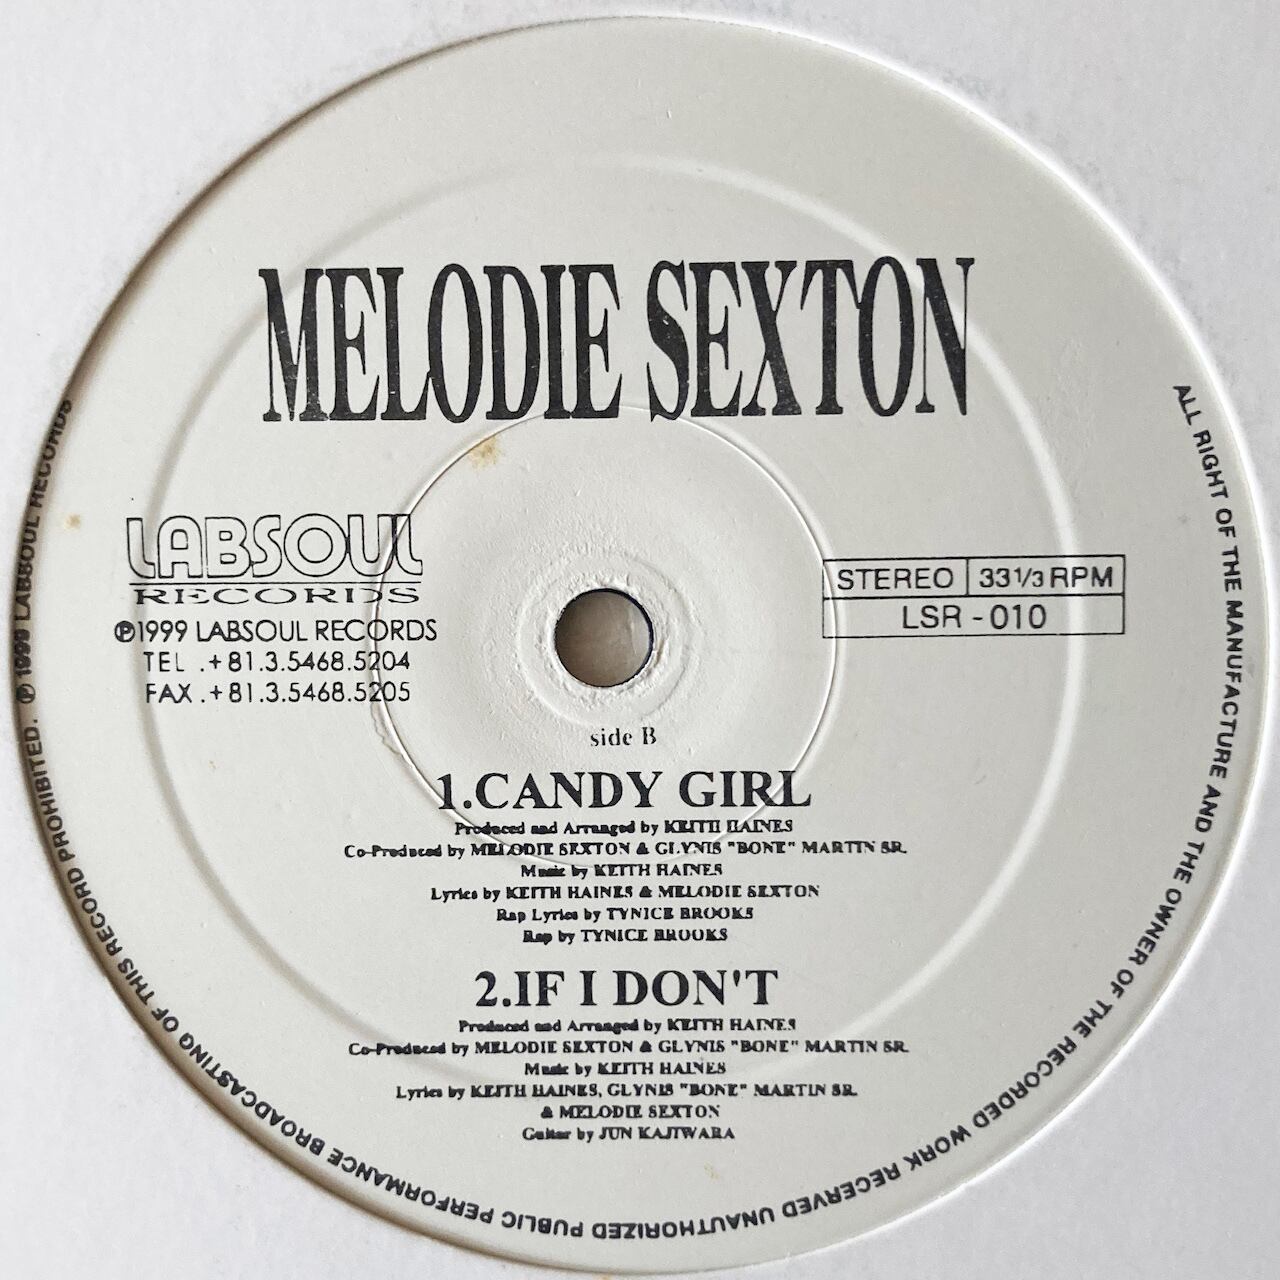 MELODIE SEXTON
LABSOUL
RECORDS
℗1999 LABSOUL RECORDS
TEL .+81.3.5468.5204
FAX .+81.3.5468.5205
STEREO 33 1/3 RPM
LSR - 010
side B
1.CANDY GIRL
Produced and Arranged by KEITH HAINES
Co-Produced by MELODIE SEXTON & GLYNIS "BONE" MARTIN SR.
Music by KEITH HAINES
Lyrics by KEITH HAINES & MELODIE SEXTON
Rap Lyrics by TYNICE BROOKS
Rap by TYNICE BROOKS
2.IF I DON'T
Produced and Arranged by KEITH HAINES
Co-Produced by MELODIE SEXTON & GLYNIS "BONE" MARTIN SR.
Music by KEITH HAINES
Lyrics by KEITH HAINES, GLYNIS "BONE" MARTIN SR.
& MELODIE SEXTON
Guitar by JUN KAJIWARA
ALL RIGHT OF THE MANUFACTURE AND THE OWNER OF THE RECORDED WORK RECERVED UNAUTHORIZED PUBLIC PERFORMANCE BROADCASTING OF THIS RECORD PROHIBITED. ℗ 1999 LABSOUL RECORDS